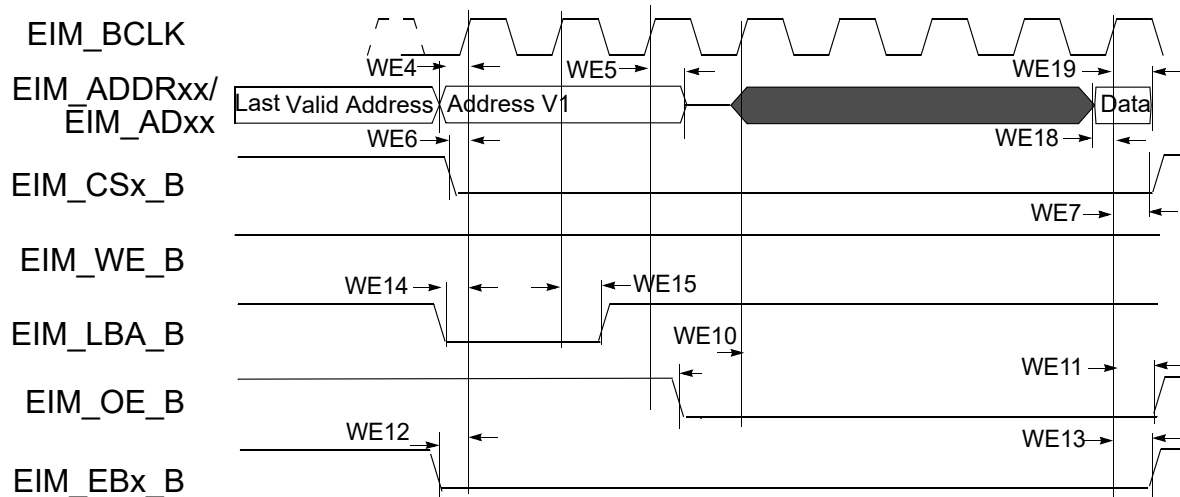 EIM_BCLK
WE4
WE5
WE19
EIM_ADDRxx/
EIM_ADxx
Last Valid Address
Address V1
Data
WE6
WE18
EIM_CSx_B
WE7
EIM_WE_B
WE14
WE15
EIM_LBA_B
WE10
WE11
EIM_OE_B
WE12
WE13
EIM_EBx_B